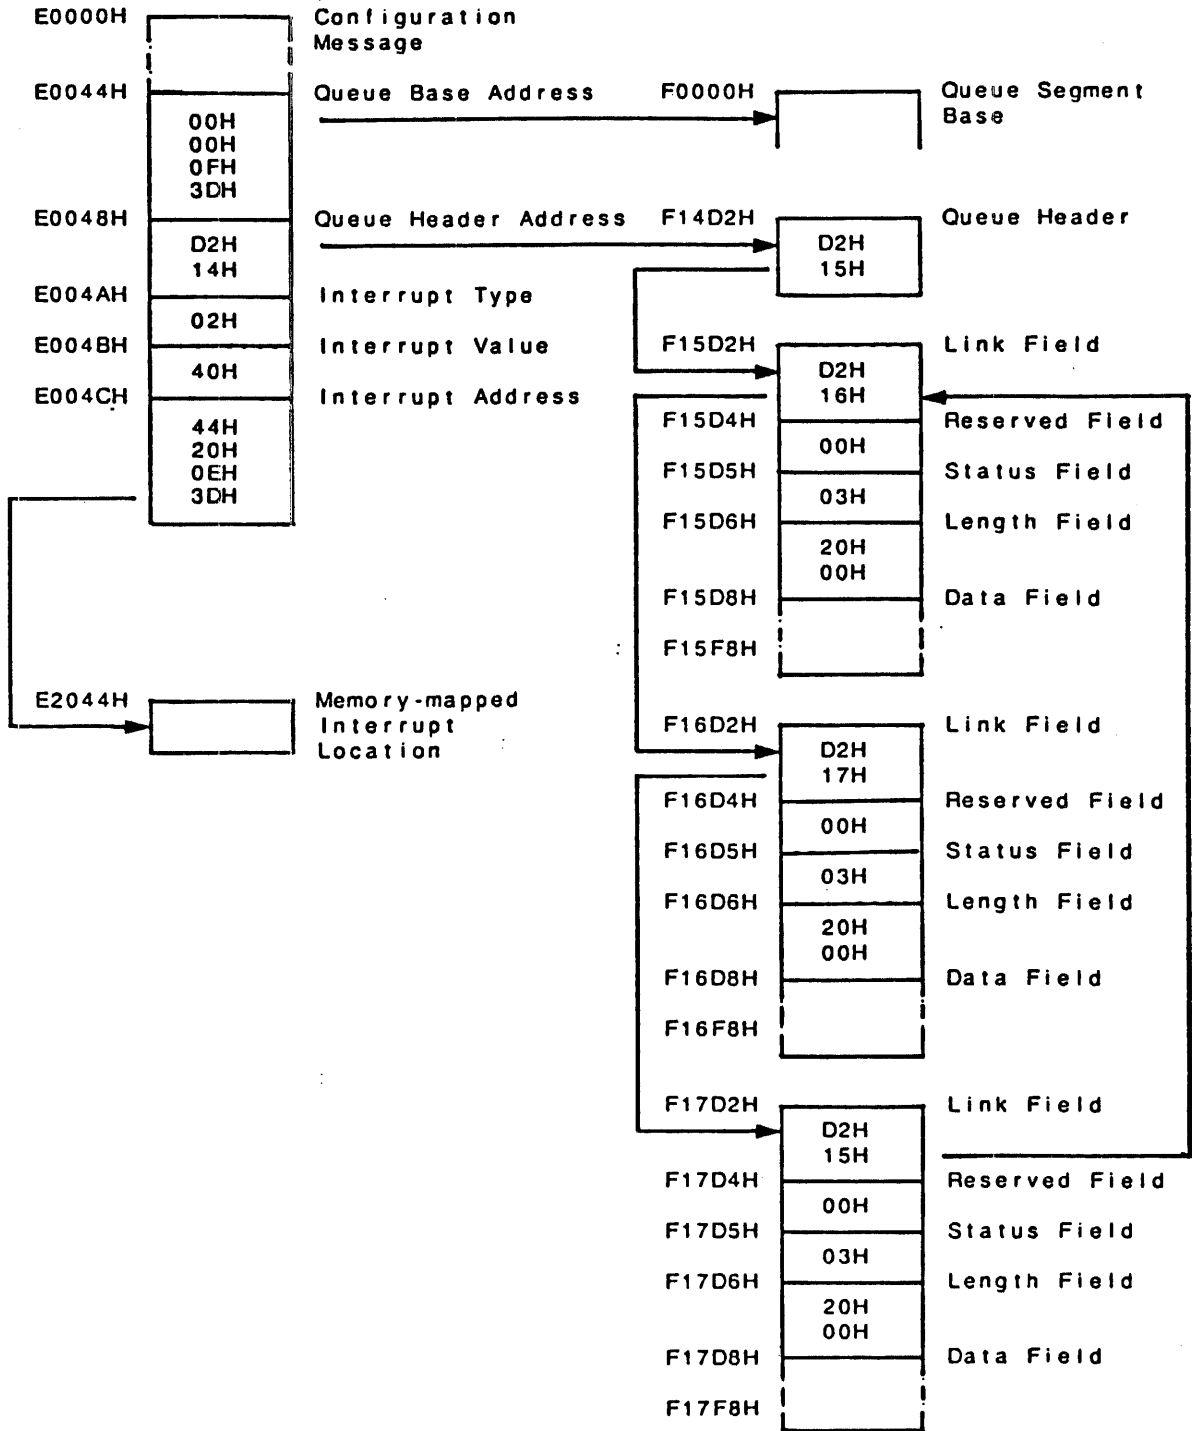 E0000H Configuration
Message
E0044H Queue Base Address F0000H Queue Segment
Base
00H
00H
0FH
3DH
E0048H Queue Header Address F14D2H Queue Header
D2H D2H
14H 15H
E004AH Interrupt Type
02H
E004BH Interrupt Value F15D2H Link Field
40H D2H
E004CH Interrupt Address 16H
F15D4H Reserved Field
44H 00H
20H
0EH F15D5H Status Field
3DH 03H
F15D6H Length Field
20H
00H
F15D8H Data Field
F15F8H
E2044H Memory-mapped
Interrupt
Location
F16D2H Link Field
D2H
17H
F16D4H Reserved Field
00H
F16D5H Status Field
03H
F16D6H Length Field
20H
00H
F16D8H Data Field
F16F8H
F17D2H Link Field
D2H
15H
F17D4H Reserved Field
00H
F17D5H Status Field
03H
F17D6H Length Field
20H
00H
F17D8H Data Field
F17F8H